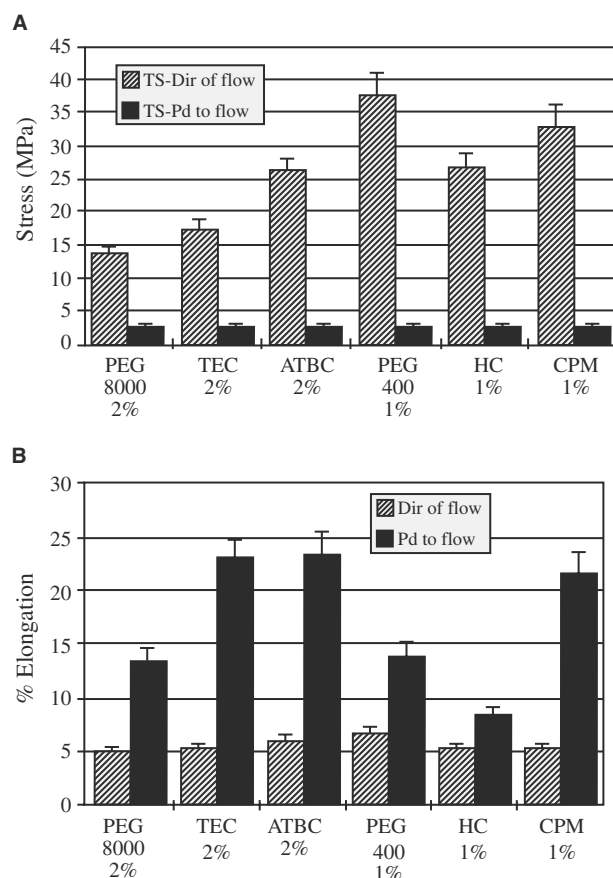 A
45
40
35
30
25
20
15
10
5
0
Stress (MPa)
TS-Dir of flow
TS-Pd to flow
PEG 8000 2%
TEC 2%
ATBC 2%
PEG 400 1%
HC 1%
CPM 1%
B
30
25
15
10
5
0
% Elongation
Dir of flow
Pd to flow
PEG 8000 2%
TEC 2%
ATBC 2%
PEG 400 1%
HC 1%
CPM 1%